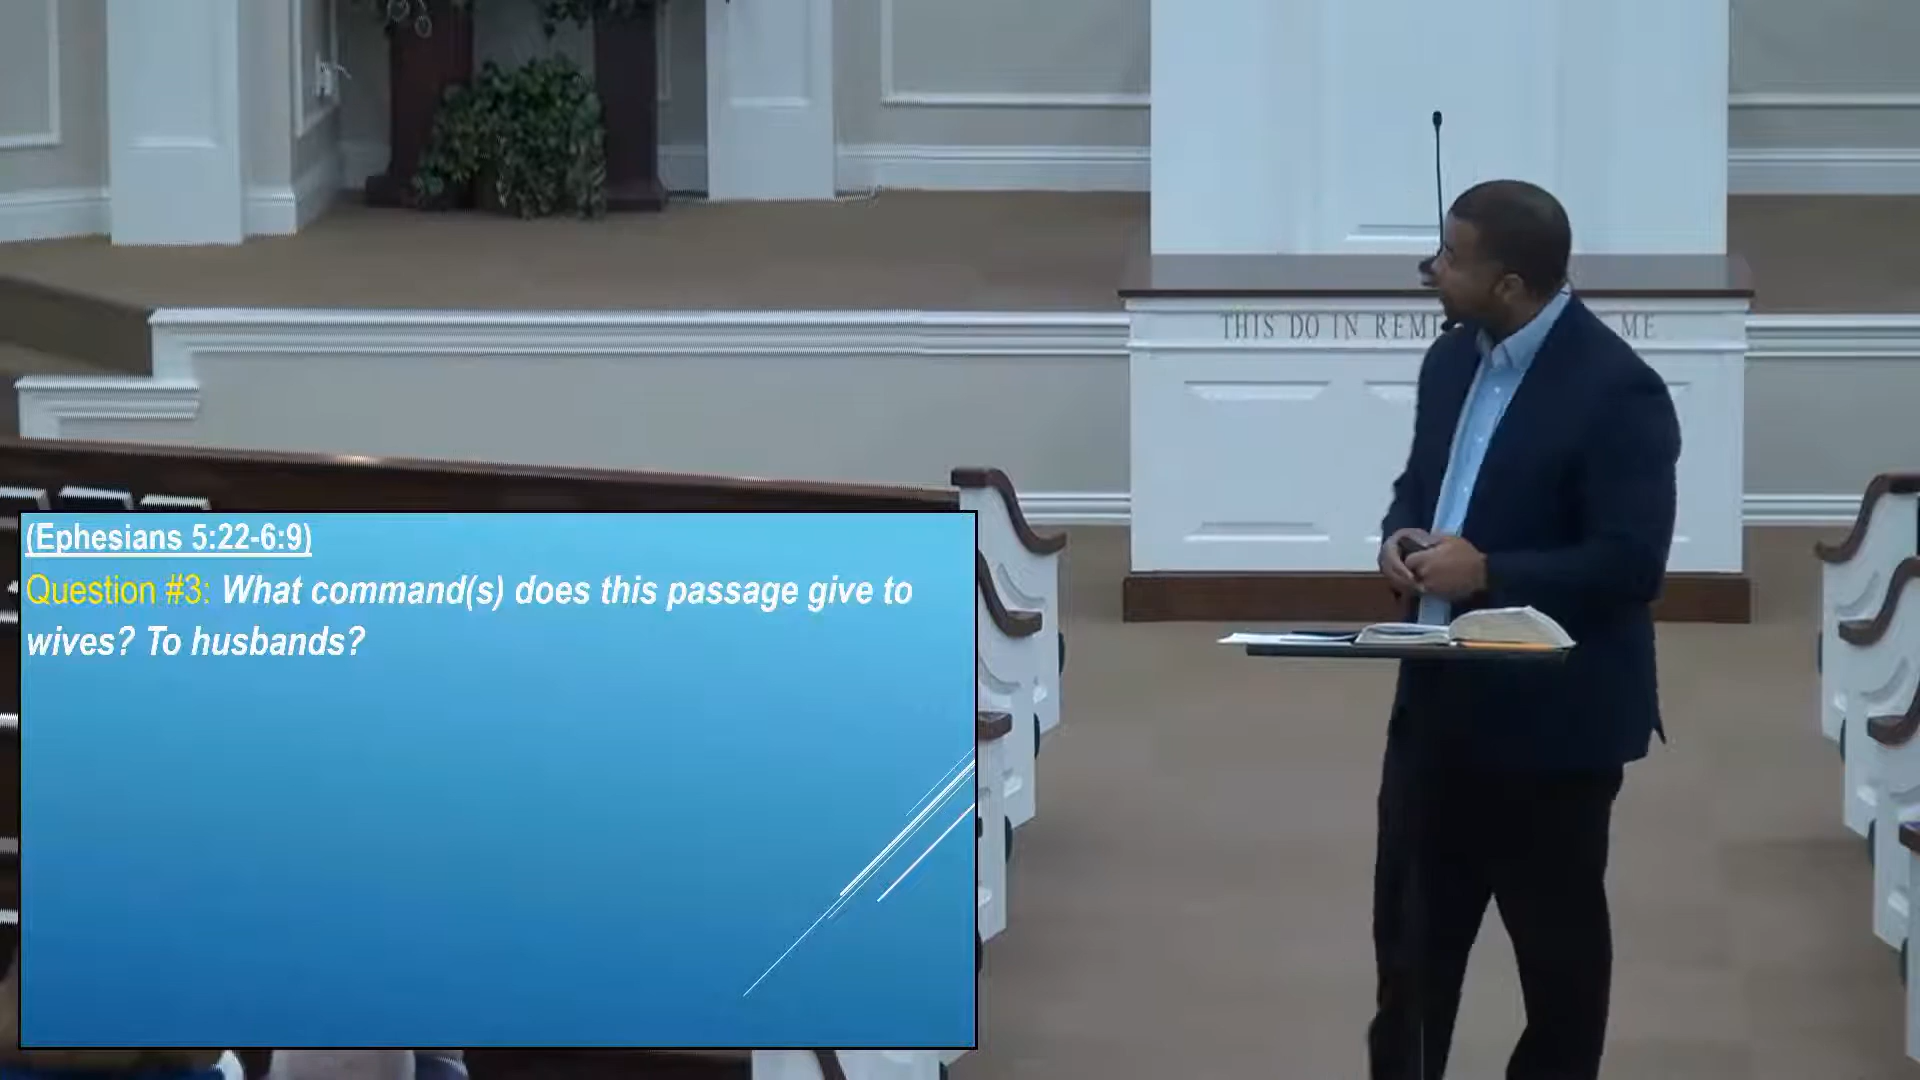 THIS DO IN ME
(Ephesians 5:22-6:9)
Question #3: What command(s) does this passage give to
wives? To husbands?